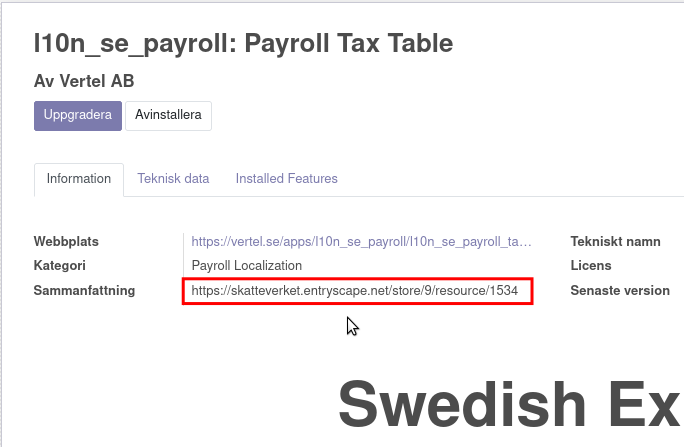 l10n_se_payroll: Payroll Tax Table
Av Vertel AB
Uppgradera Avinstallera
Information Teknisk data Installed Features
Webbplats https://vertel.se/apps/l10n_se_payroll/l10n_se_payroll_ta… Tekniskt namn
Kategori Payroll Localization Licens
Sammanfattning https://skatteverket.entryscape.net/store/9/resource/1534 Senaste version
Swedish Ex